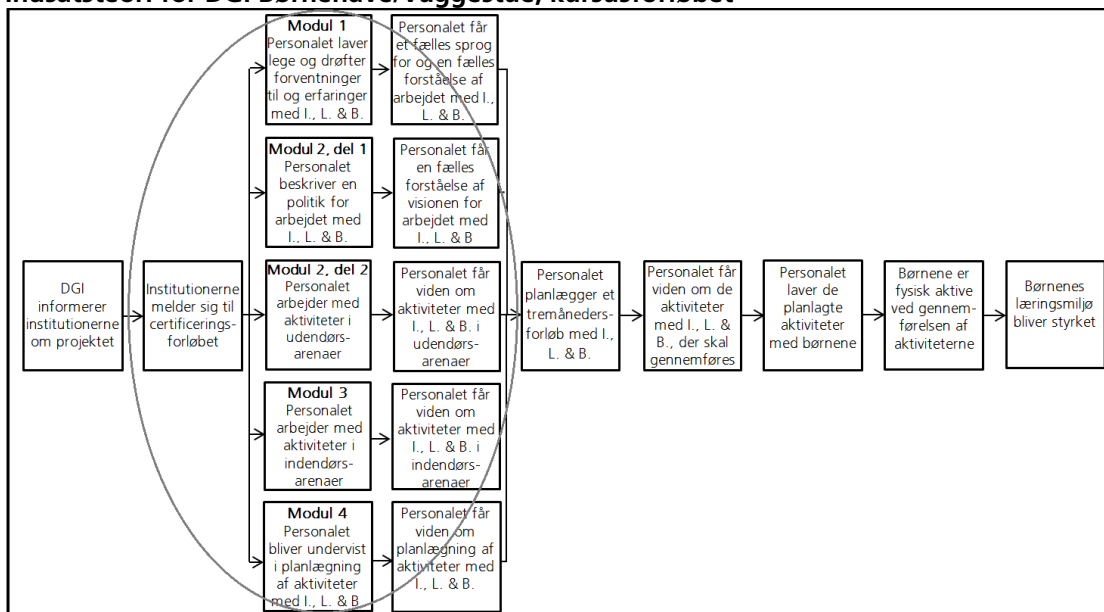 Indsatsteori for DGI Børnehave/Vuggestue, kursusforløbet
Modul 1
Personalet laver
lege og drøfter
forventninger
til og erfaringer
med I., L. & B.
Personalet får
et fælles sprog
for og en fælles
forståelse af
arbejdet med I.,
L. & B.
Modul 2, del 1
Personalet
beskriver en
politik for
arbejdet med
I., L. & B.
Personalet får
en fælles
forståelse af
visionen for
arbejdet med
I., L. & B
DGI
informerer
institutionerne
om projektet
Institutionerne
melder sig til
certificerings-
forløbet
Modul 2, del 2
Personalet
arbejder med
aktiviteter i
udendørs-
arenaer
Personalet får
viden om
aktiviteter med
I., L. & B. i
udendørs-
arenaer
Personalet
planlægger et
tremåneders-
forløb med I.,
L. & B.
Personalet får
viden om de
aktiviteter
med I., L. &
B., der skal
gennemføres
Personalet
laver de
planlagte
aktiviteter
med børnene
Børnene er
fysisk aktive
ved gennem-
førelsen af
aktiviteterne
Børnenes
læringsmiljø
bliver styrket
Modul 3
Personalet
arbejder med
aktiviteter i
indendørs-
arenaer
Personalet får
viden om
aktiviteter med
I., L. & B. i
indendørs-
arenaer
Modul 4
Personalet
bliver undervist
i planlægning
af aktiviteter
med I., L. & B.
Personalet får
viden om
planlægning af
aktiviteter med
I., L. & B.